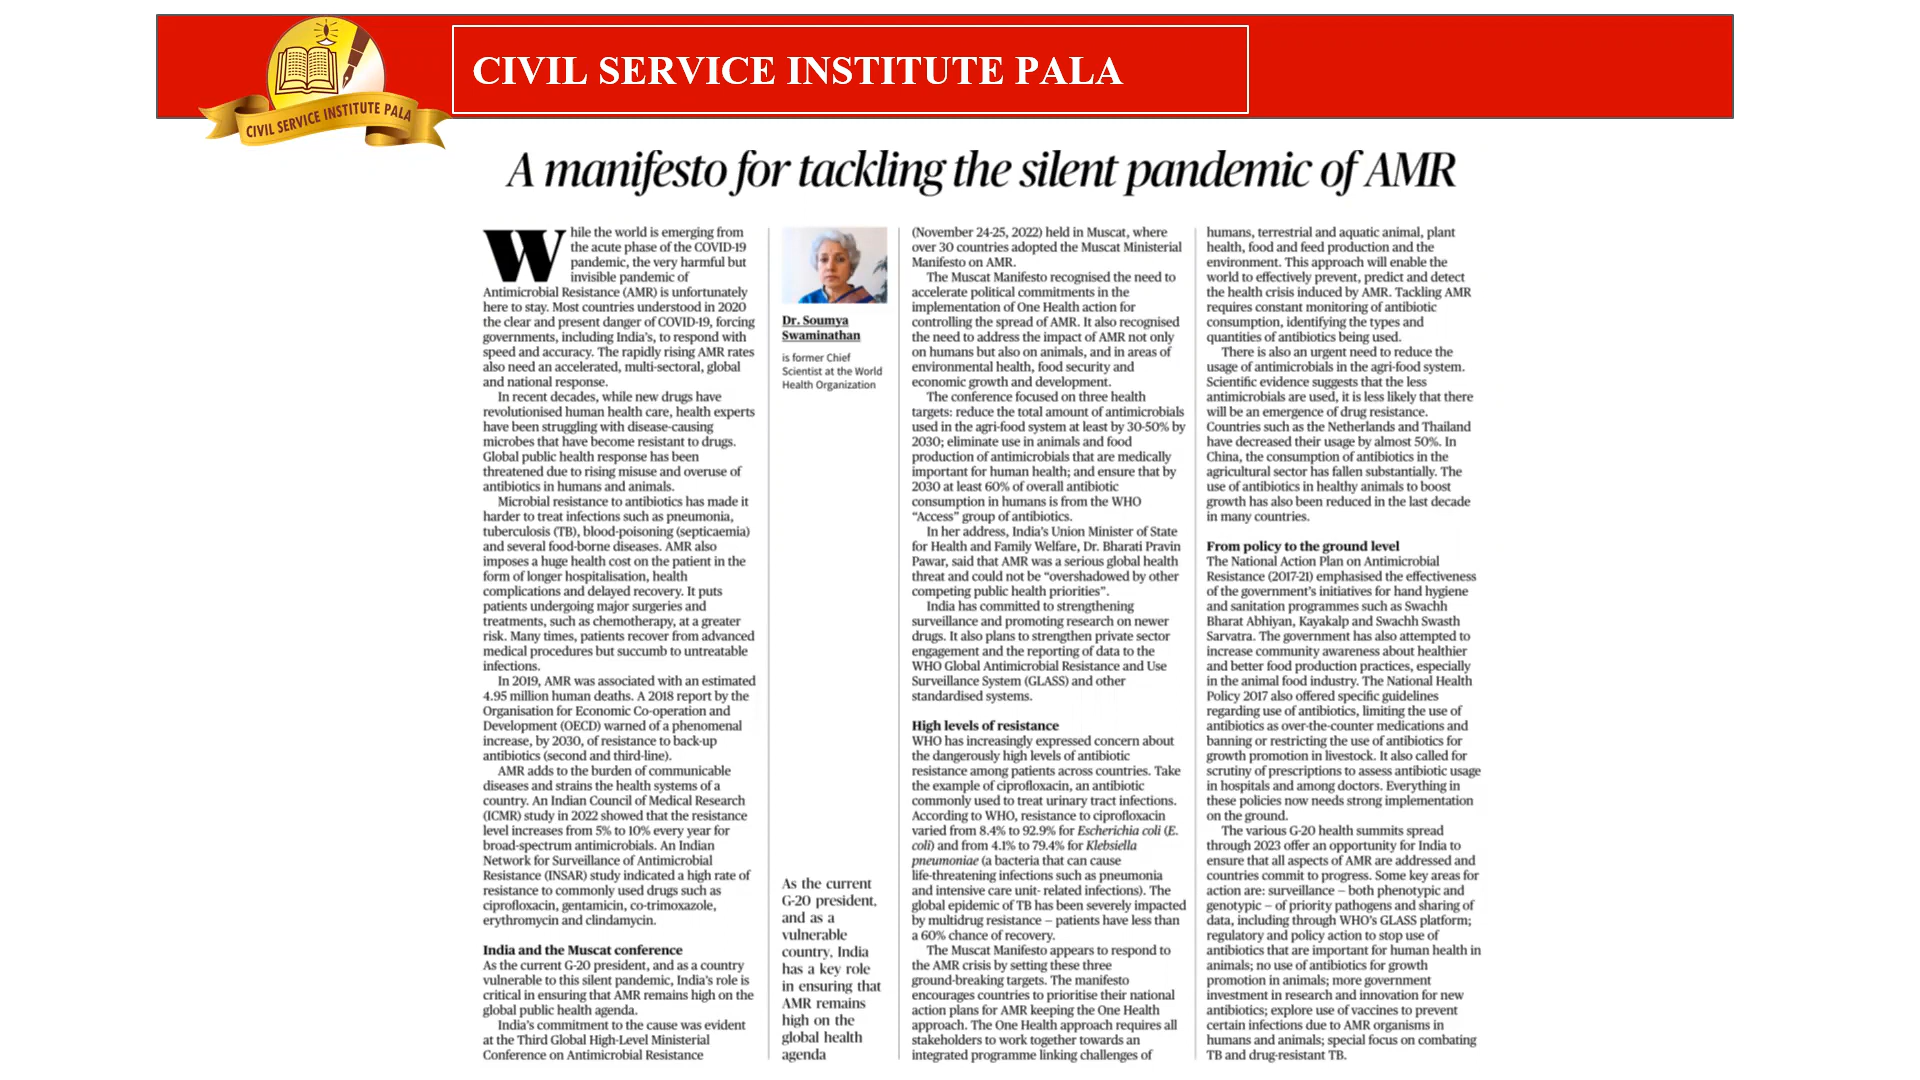 CIVIL SERVICE INSTITUTE PALA
CIVIL SERVICE INSTITUTE PALA
A manifesto for tackling the silent pandemic of AMR
While the world is emerging from
the acute phase of the COVID-19
pandemic, the very harmful but
invisible pandemic of
Antimicrobial Resistance (AMR) is unfortunately
here to stay. Most countries understood in 2020
the clear and present danger of COVID-19, forcing
governments, including India's, to respond with
speed and accuracy. The rapidly rising AMR rates
also need an accelerated, multi-sectoral, global
and national response.
In recent decades, while new drugs have
revolutionised human health care, health experts
have been struggling with disease-causing
microbes that have become resistant to drugs.
Global public health response has been
threatened due to rising misuse and overuse of
antibiotics in humans and animals.
Microbial resistance to antibiotics has made it
harder to treat infections such as pneumonia,
tuberculosis (TB), blood-poisoning (septicaemia)
and several food-borne diseases. AMR also
imposes a huge health cost on the patient in the
form of longer hospitalisation, health
complications and delayed recovery. It puts
patients undergoing major surgeries and
treatments, such as chemotherapy, at a greater
risk. Many times, patients recover from advanced
medical procedures but succumb to untreatable
infections.
In 2019, AMR was associated with an estimated
4.95 million human deaths. A 2018 report by the
Organisation for Economic Co-operation and
Development (OECD) warned of a phenomenal
increase, by 2030, of resistance to back-up
antibiotics (second and third-line).
AMR adds to the burden of communicable
diseases and strains the health systems of a
country. An Indian Council of Medical Research
(ICMR) study in 2022 showed that the resistance
level increases from 5% to 10% every year for
broad-spectrum antimicrobials. An Indian
Network for Surveillance of Antimicrobial
Resistance (INSAR) study indicated a high rate of
resistance to commonly used drugs such as
ciprofloxacin, gentamicin, co-trimoxazole,
erythromycin and clindamycin.
India and the Muscat conference
As the current G-20 president, and as a country
vulnerable to this silent pandemic, India's role is
critical in ensuring that AMR remains high on the
global public health agenda.
India's commitment to the cause was evident
at the Third Global High-Level Ministerial
Conference on Antimicrobial Resistance
Dr. Soumya
Swaminathan
is former Chief
Scientist at the World
Health Organization
As the current
G-20 president,
and as a
vulnerable
country, India
has a key role
in ensuring that
AMR remains
high on the
global health
agenda
(November 24-25, 2022) held in Muscat, where
over 30 countries adopted the Muscat Ministerial
Manifesto on AMR.
The Muscat Manifesto recognised the need to
accelerate political commitments in the
implementation of One Health action for
controlling the spread of AMR. It also recognised
the need to address the impact of AMR not only
on humans but also on animals, and in areas of
environmental health, food security and
economic growth and development.
The conference focused on three health
targets: reduce the total amount of antimicrobials
used in the agri-food system at least by 30-50% by
2030; eliminate use in animals and food
production of antimicrobials that are medically
important for human health; and ensure that by
2030 at least 60% of overall antibiotic
consumption in humans is from the WHO
“Access” group of antibiotics.
In her address, India's Union Minister of State
for Health and Family Welfare, Dr. Bharati Pravin
Pawar, said that AMR was a serious global health
threat and could not be “overshadowed by other
competing public health priorities”.
India has committed to strengthening
surveillance and promoting research on newer
drugs. It also plans to strengthen private sector
engagement and the reporting of data to the
WHO Global Antimicrobial Resistance and Use
Surveillance System (GLASS) and other
standardised systems.
High levels of resistance
WHO has increasingly expressed concern about
the dangerously high levels of antibiotic
resistance among patients across countries. Take
the example of ciprofloxacin, an antibiotic
commonly used to treat urinary tract infections.
According to WHO, resistance to ciprofloxacin
varied from 8.4% to 92.9% for Escherichia coli (E.
coli) and from 4.1% to 79.4% for Klebsiella
pneumoniae (a bacteria that can cause
life-threatening infections such as pneumonia
and intensive care unit- related infections). The
global epidemic of TB has been severely impacted
by multidrug resistance — patients have less than
a 60% chance of recovery.
The Muscat Manifesto appears to respond to
the AMR crisis by setting these three
ground-breaking targets. The manifesto
encourages countries to prioritise their national
action plans for AMR keeping the One Health
approach. The One Health approach requires all
stakeholders to work together towards an
integrated programme linking challenges of
humans, terrestrial and aquatic animal, plant
health, food and feed production and the
environment. This approach will enable the
world to effectively prevent, predict and detect
the health crisis induced by AMR. Tackling AMR
requires constant monitoring of antibiotic
consumption, identifying the types and
quantities of antibiotics being used.
There is also an urgent need to reduce the
usage of antimicrobials in the agri-food system.
Scientific evidence suggests that the less
antimicrobials are used, it is less likely that there
will be an emergence of drug resistance.
Countries such as the Netherlands and Thailand
have decreased their usage by almost 50%. In
China, the consumption of antibiotics in the
agricultural sector has fallen substantially. The
use of antibiotics in healthy animals to boost
growth has also been reduced in the last decade
in many countries.
From policy to the ground level
The National Action Plan on Antimicrobial
Resistance (2017-21) emphasised the effectiveness
of the government's initiatives for hand hygiene
and sanitation programmes such as Swachh
Bharat Abhiyan, Kayakalp and Swachh Swasth
Sarvatra. The government has also attempted to
increase community awareness about healthier
and better food production practices, especially
in the animal food industry. The National Health
Policy 2017 also offered specific guidelines
regarding use of antibiotics, limiting the use of
antibiotics as over-the-counter medications and
banning or restricting the use of antibiotics for
growth promotion in livestock. It also called for
scrutiny of prescriptions to assess antibiotic usage
in hospitals and among doctors. Everything in
these policies now needs strong implementation
on the ground.
The various G-20 health summits spread
through 2023 offer an opportunity for India to
ensure that all aspects of AMR are addressed and
countries commit to progress. Some key areas for
action are: surveillance — both phenotypic and
genotypic — of priority pathogens and sharing of
data, including through WHO's GLASS platform;
regulatory and policy action to stop use of
antibiotics that are important for human health in
animals; no use of antibiotics for growth
promotion in animals; more government
investment in research and innovation for new
antibiotics; explore use of vaccines to prevent
certain infections due to AMR organisms in
humans and animals; special focus on combating
TB and drug-resistant TB.